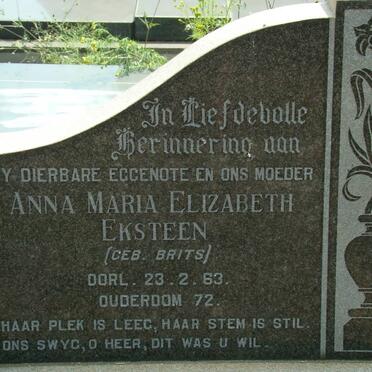 In Liefdevolle
Herinnering aan
Y DIERBARE EGGENOTE EN ONS MOEDER
ANNA MARIA ELIZABETH
EKSTEEN
(GEB. BRITS)
OORL. 23.2.63.
OUDERDOM 72.
HAAR PLEK IS LEEG, HAAR STEM IS STIL.
ONS SWYG, O HEER, DIT WAS U WIL.